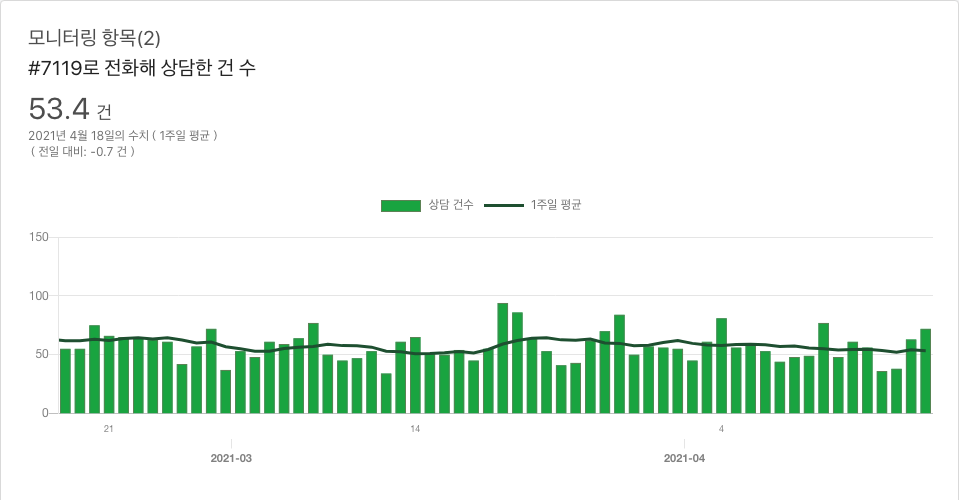 모니터링 항목(2)
#7119로 전화해 상담한 건 수
53.4 건
2021년 4월 18일의 수치 ( 1주일 평균 )
( 전일 대비: -0.7 건 )
상담 건수 1주일 평균
150
100
50
0
21 14 4
2021-03 2021-04